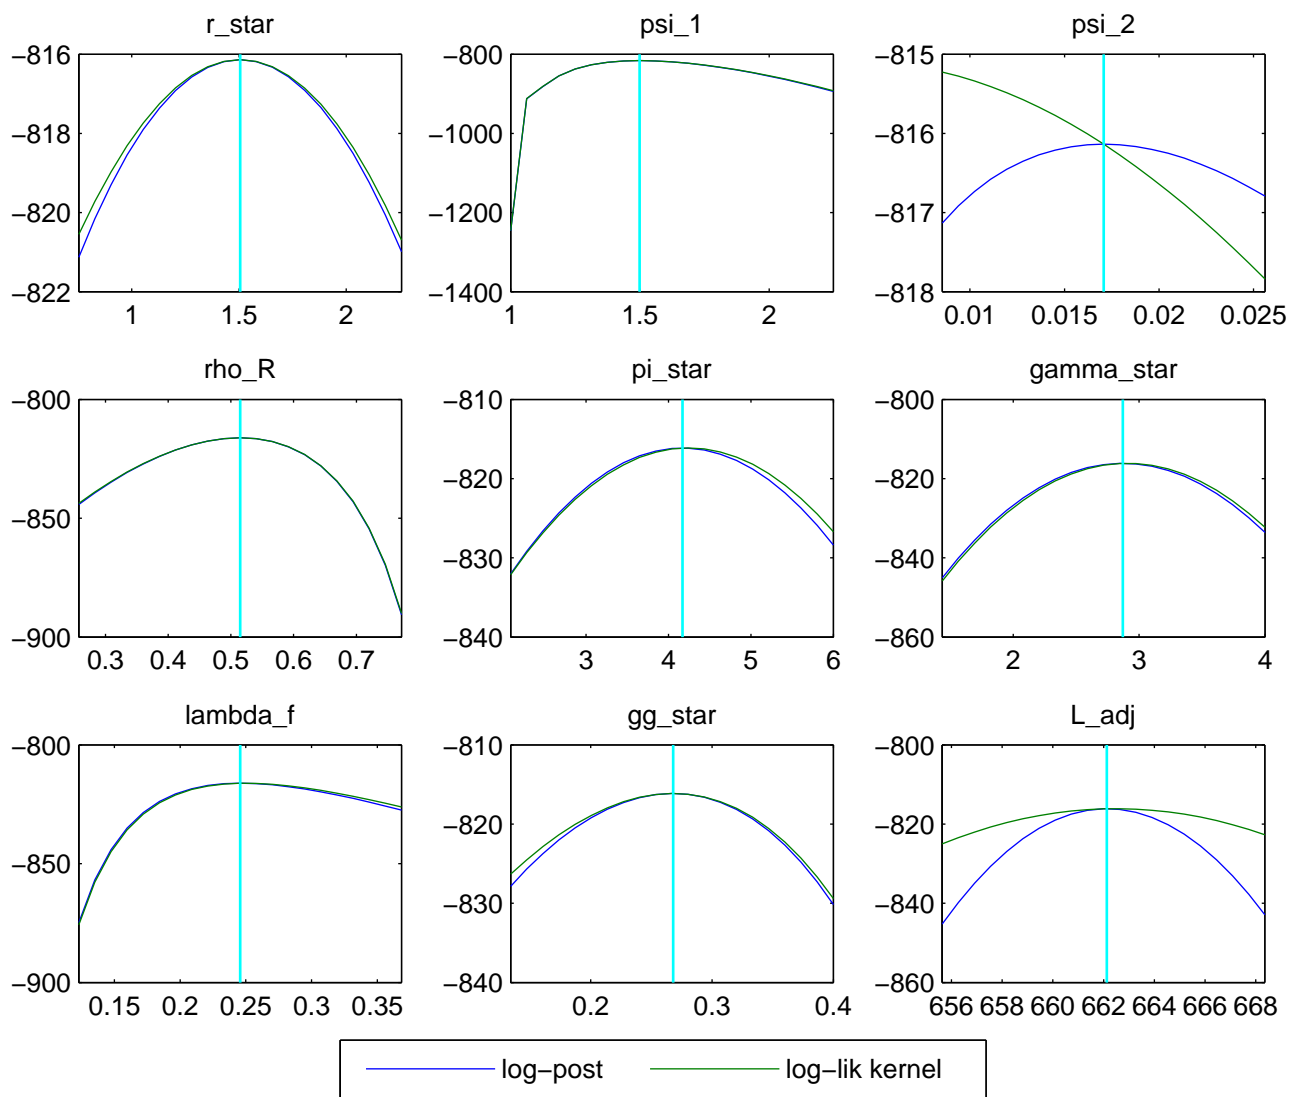 r_star
−816
−818
−820
−822
1 1.5 2
psi_1
−800
−1000
−1200
−1400
1 1.5 2
psi_2
−815
−816
−817
−818
0.01 0.015 0.02 0.025
rho_R
−800
−850
−900
0.3 0.4 0.5 0.6 0.7
pi_star
−810
−820
−830
−840
3 4 5 6
gamma_star
−800
−820
−840
−860
2 3 4
lambda_f
−800
−850
−900
0.15 0.2 0.25 0.3 0.35
gg_star
−810
−820
−830
−840
0.2 0.3 0.4
L_adj
−800
−820
−840
−860
656 658 660 662 664 666 668
log−post log−lik kernel